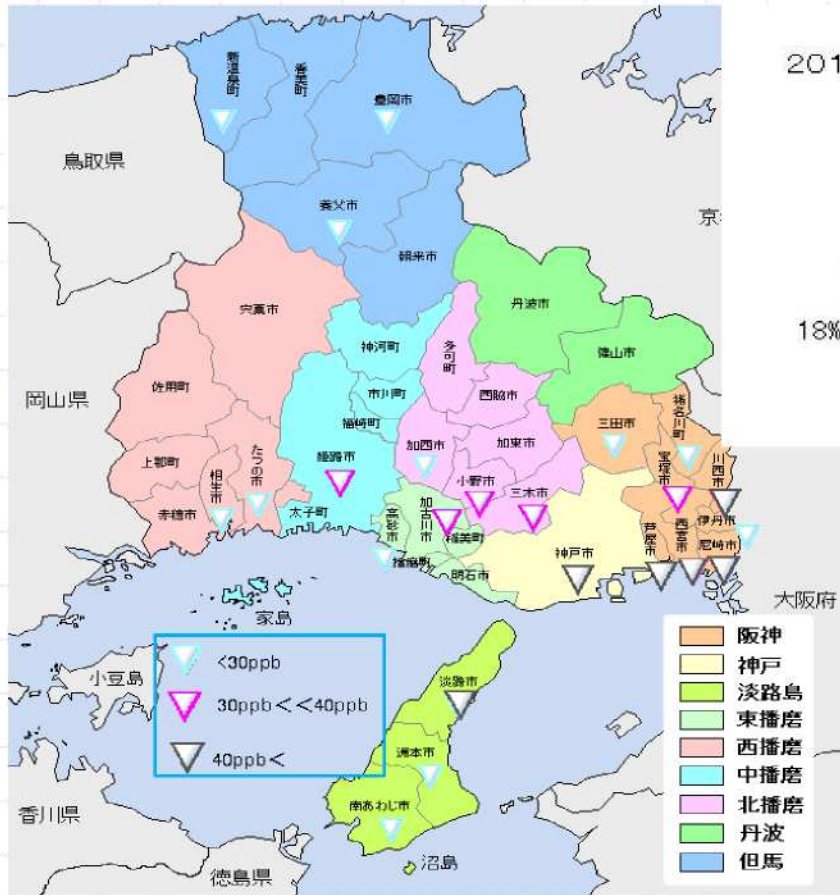 201
新温泉町
香美町
豊岡市
鳥取県
養父市
京
朝来市
宍粟市
丹波市
神河町
多可町
篠山市
18%
岡山県
佐用町
市川町
西脇市
福崎町
三田市
猪名川町
加西市
加東市
上郡町
相生市
たつの市
姫路市
小野市
三木市
宝塚市
川西市
赤穂市
太子町
高砂市
加古川市
稲美町
芦屋市
西宮市
伊丹市
尼崎市
播磨町
神戸市
明石市
大阪府
家島
小豆島
<30ppb
30ppb<<40ppb
40ppb<
淡路市
洲本市
南あわじ市
沼島
香川県
徳島県
阪神
神戸
淡路島
東播磨
西播磨
中播磨
北播磨
丹波
但馬